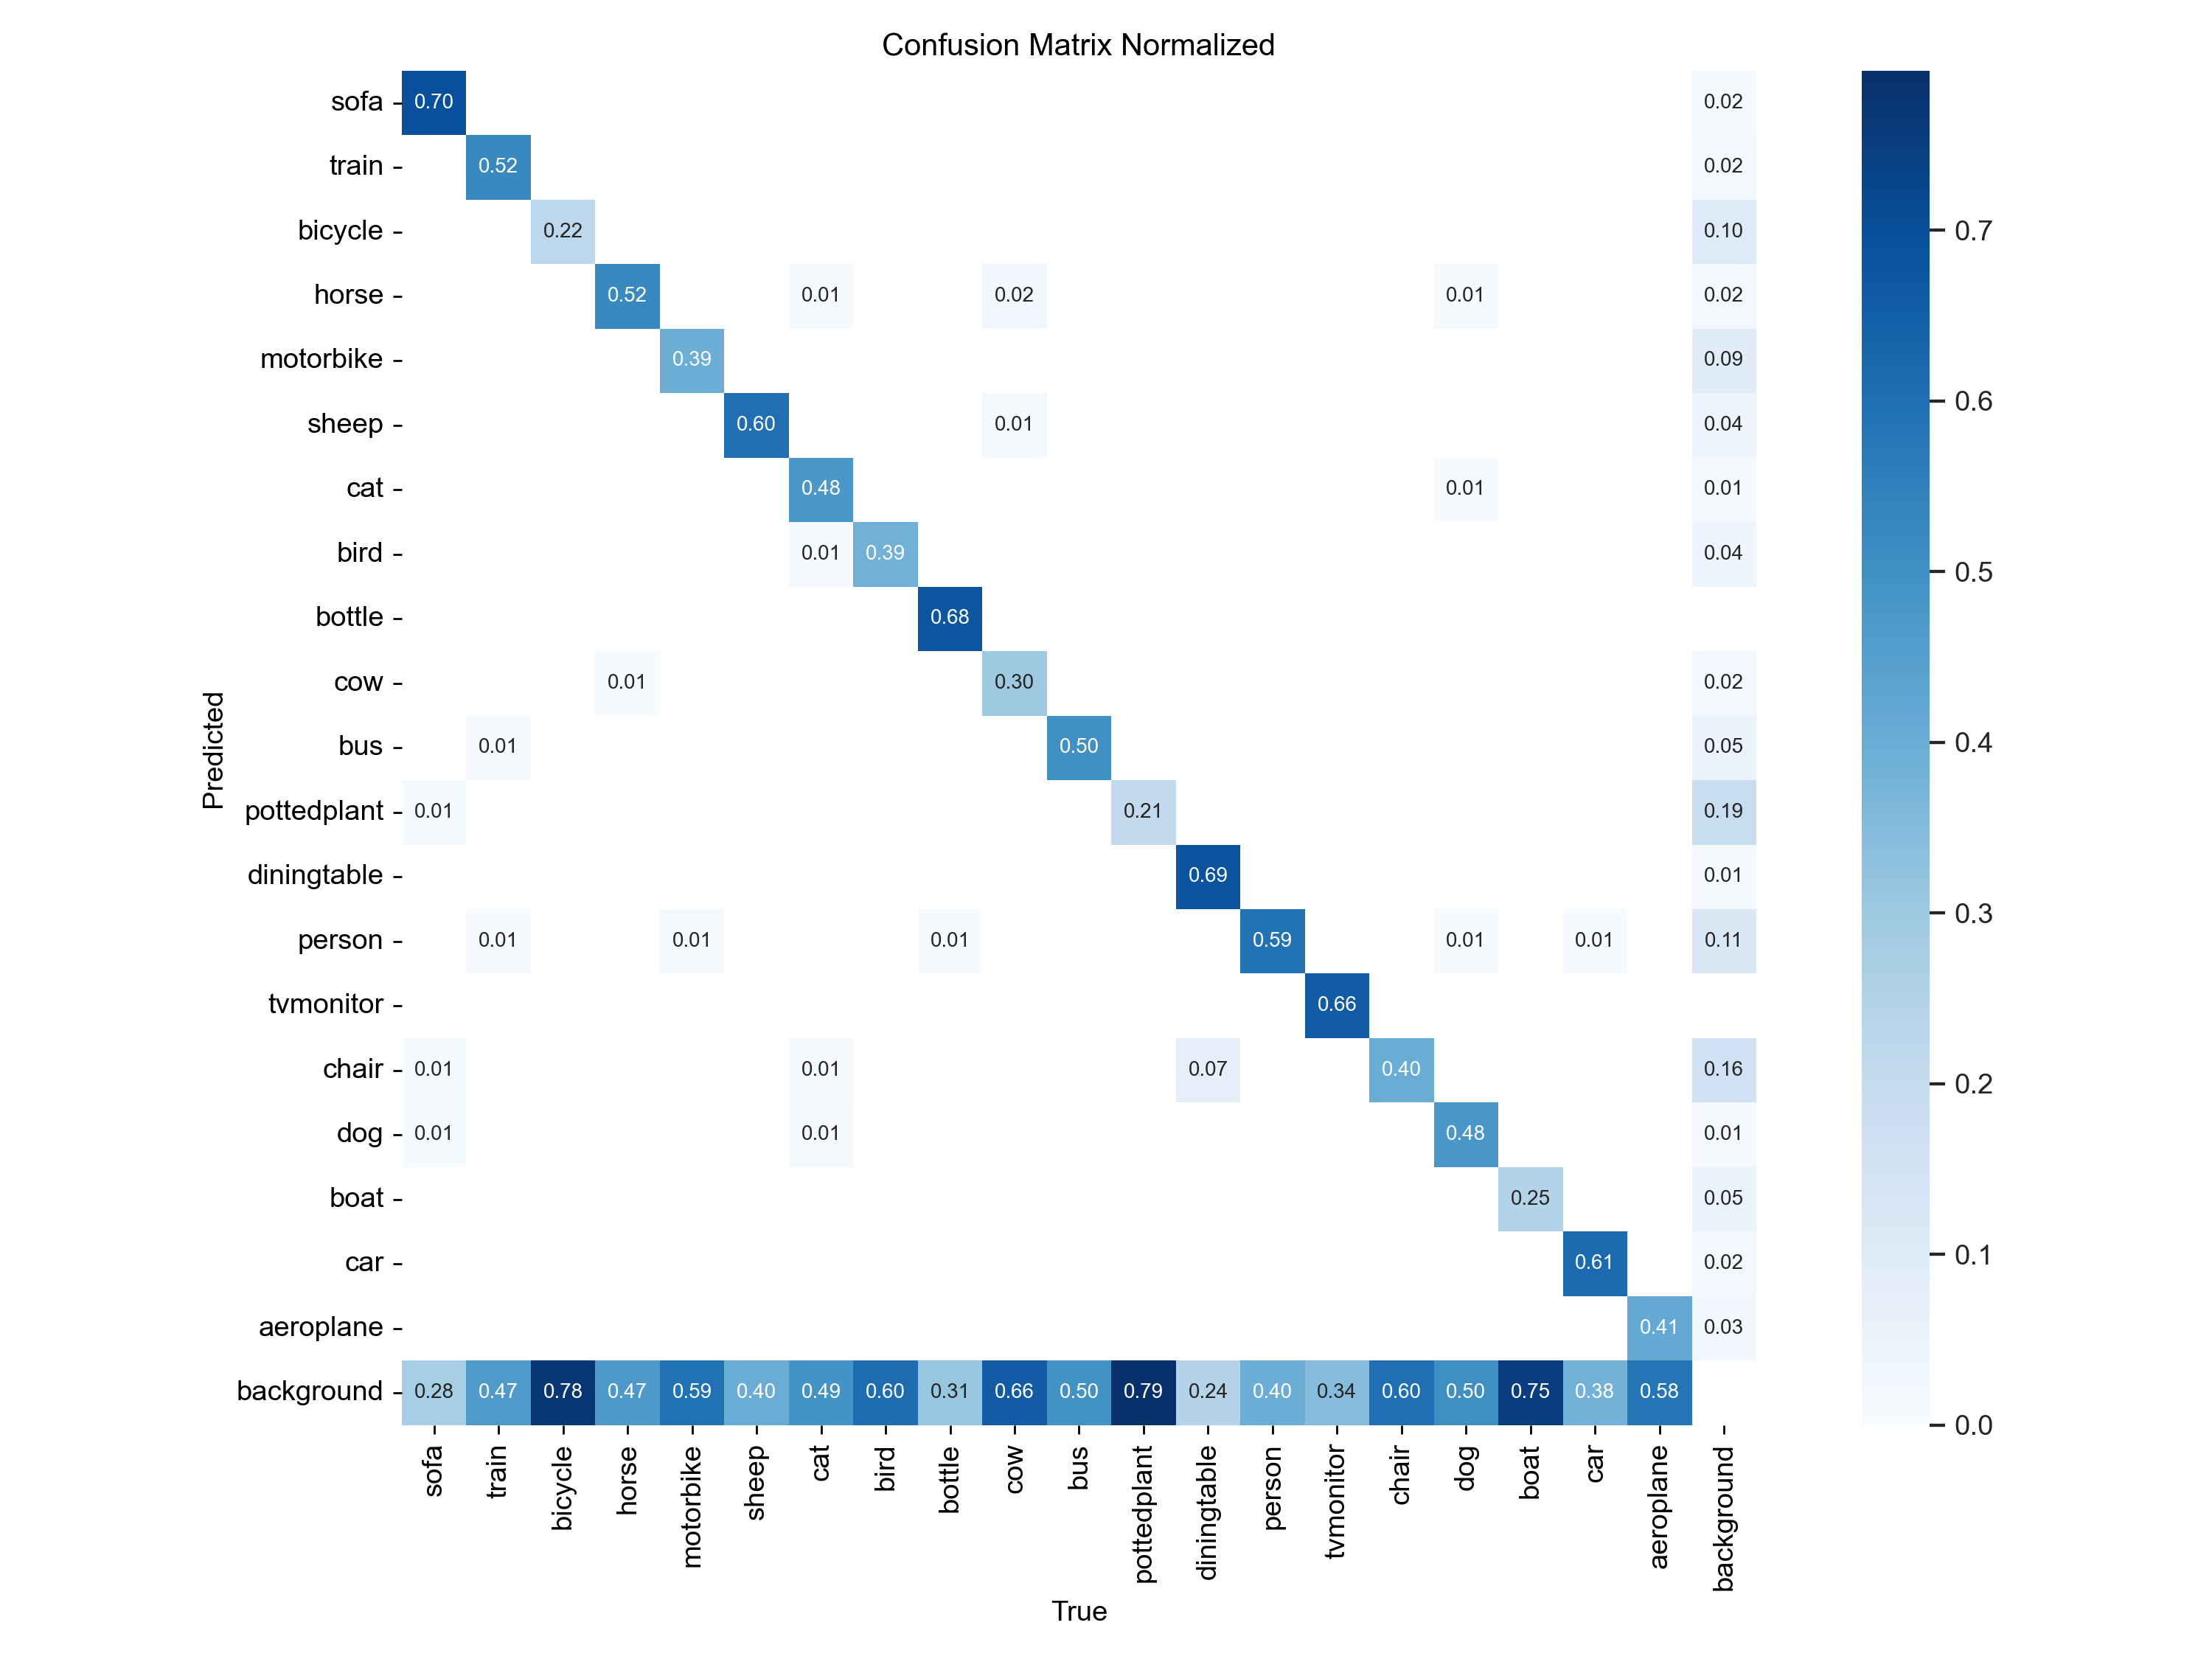 Confusion Matrix Normalized
sofa 0.70 0.02
train 0.52 0.02
bicycle 0.22 0.10
horse 0.52 0.01 0.02 0.01 0.02
motorbike 0.39 0.09
sheep 0.60 0.01 0.04
cat 0.48 0.01 0.01
bird 0.01 0.39 0.04
bottle 0.68
cow 0.01 0.30 0.02
bus 0.01 0.50 0.05
pottedplant 0.01 0.21 0.19
diningtable 0.69 0.01
person 0.01 0.01 0.01 0.59 0.01 0.01 0.11
tvmonitor 0.66
chair 0.01 0.01 0.07 0.40 0.16
dog 0.01 0.01 0.48 0.01
boat 0.25 0.05
car 0.61 0.02
aeroplane 0.41 0.03
background 0.28 0.47 0.78 0.47 0.59 0.40 0.49 0.60 0.31 0.66 0.50 0.79 0.24 0.40 0.34 0.60 0.50 0.75 0.38 0.58
sofa train bicycle horse motorbike sheep cat bird bottle cow bus pottedplant diningtable person tvmonitor chair dog boat car aeroplane background
True
Predicted
0.7
0.6
0.5
0.4
0.3
0.2
0.1
0.0